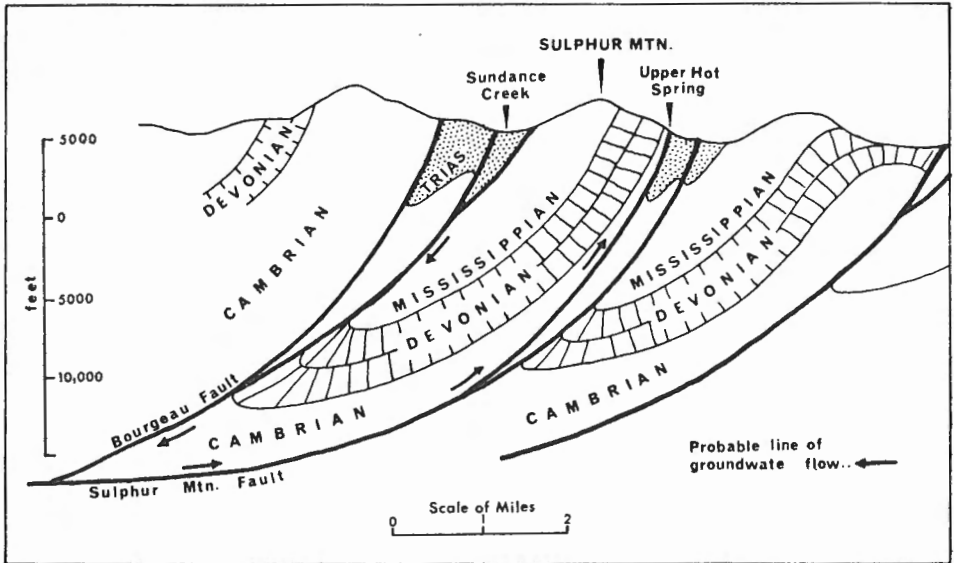 SULPHUR MTN.
Sundance
Creek
Upper Hot
Spring
5000
0
5000
10,000
feet
DEVONIAN
CAMBRIAN
TRIAS
MISSISSIPPIAN
DEVONIAN
CAMBRIAN
MISSISSIPPIAN
DEVONIAN
CAMBRIAN
Bourgeau Fault
Sulphur Mtn. Fault
Probable line of
groundwate flow..
Scale of Miles
0 2